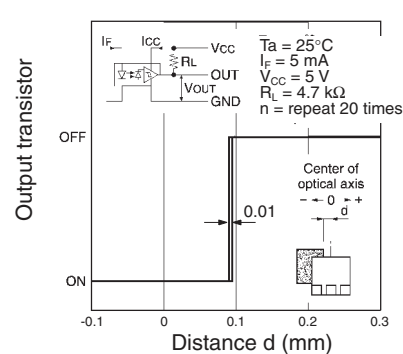 IF ICC VCC
RL
OUT
VOUT
GND
Ta = 25°C
IF = 5 mA
VCC = 5 V
RL = 4.7 kΩ
n = repeat 20 times
Output transistor
OFF
ON
Center of
optical axis
− 0 +
d
0.01
-0.1 0 0.1 0.2 0.3
Distance d (mm)